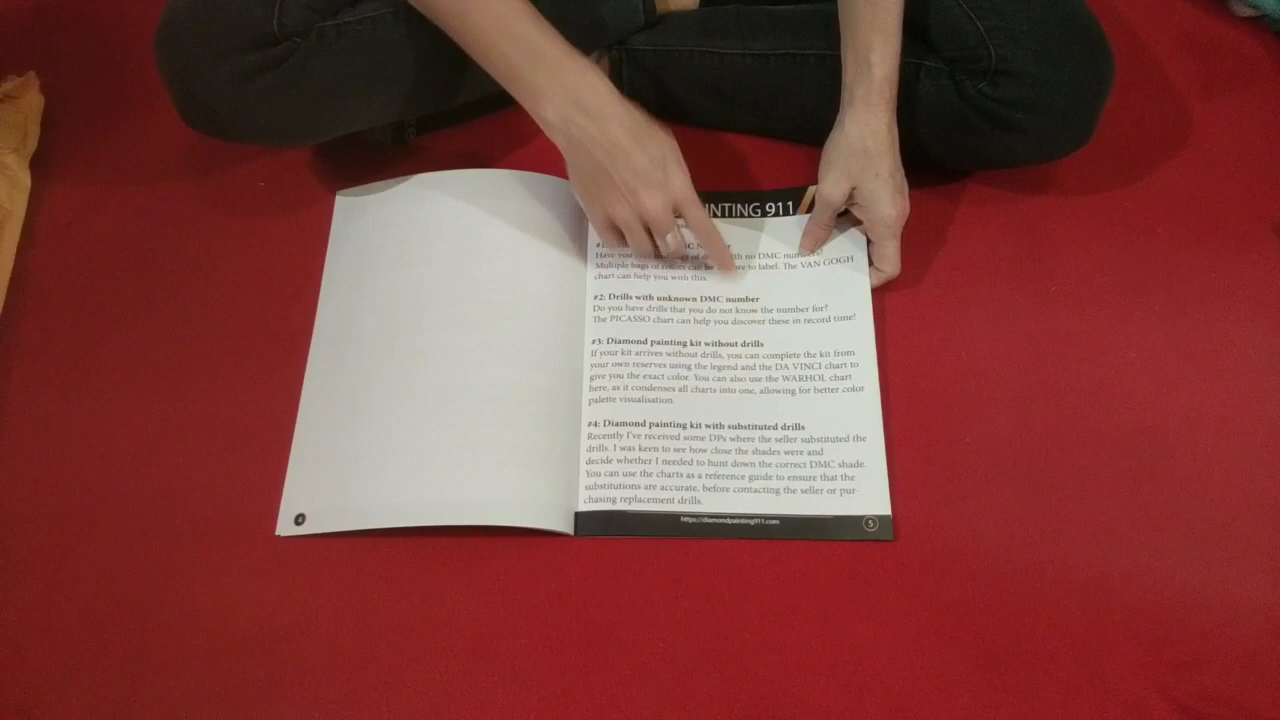 INTING 911
#1:
Have you with no DMC numbers?
Multiple bags of colors can be to label. The VAN GOGH
chart can help you with this.
#2: Drills with unknown DMC number
Do you have drills that you do not know the number for?
The PICASSO chart can help you discover these in record time!
#3: Diamond painting kit without drills
If your kit arrives without drills, you can complete the kit from
your own reserves using the legend and the DA VINCI chart to
give you the exact color. You can also use the WARHOL chart
here, as it condenses all charts into one, allowing for better color
palette visualisation.
#4: Diamond painting kit with substituted drills
Recently I've received some DPs where the seller substituted the
drills. I was keen to see how close the shades were and
decide whether I needed to hunt down the correct DMC shade.
You can use the charts as a reference guide to ensure that the
substitutions are accurate, before contacting the seller or pur-
chasing replacement drills.
4
https://diamondpainting911.com
5